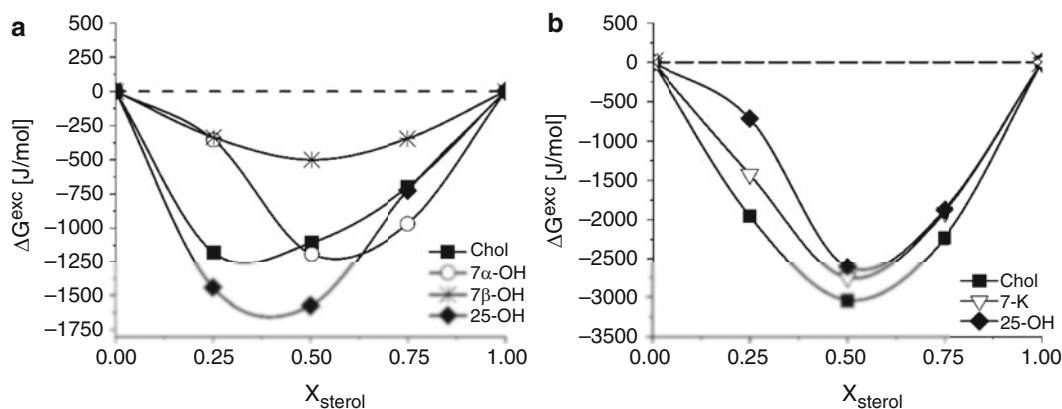 a
ΔG^exc [J/mol]
500
250
0
−250
−500
−750
−1000
−1250
−1500
−1750
0.00 0.25 0.50 0.75 1.00
X_sterol
Chol
7α-OH
7β-OH
25-OH
b
ΔG^exc [J/mol]
500
0
−500
−1000
−1500
−2000
−2500
−3000
−3500
0.00 0.25 0.50 0.75 1.00
X_sterol
Chol
7-K
25-OH